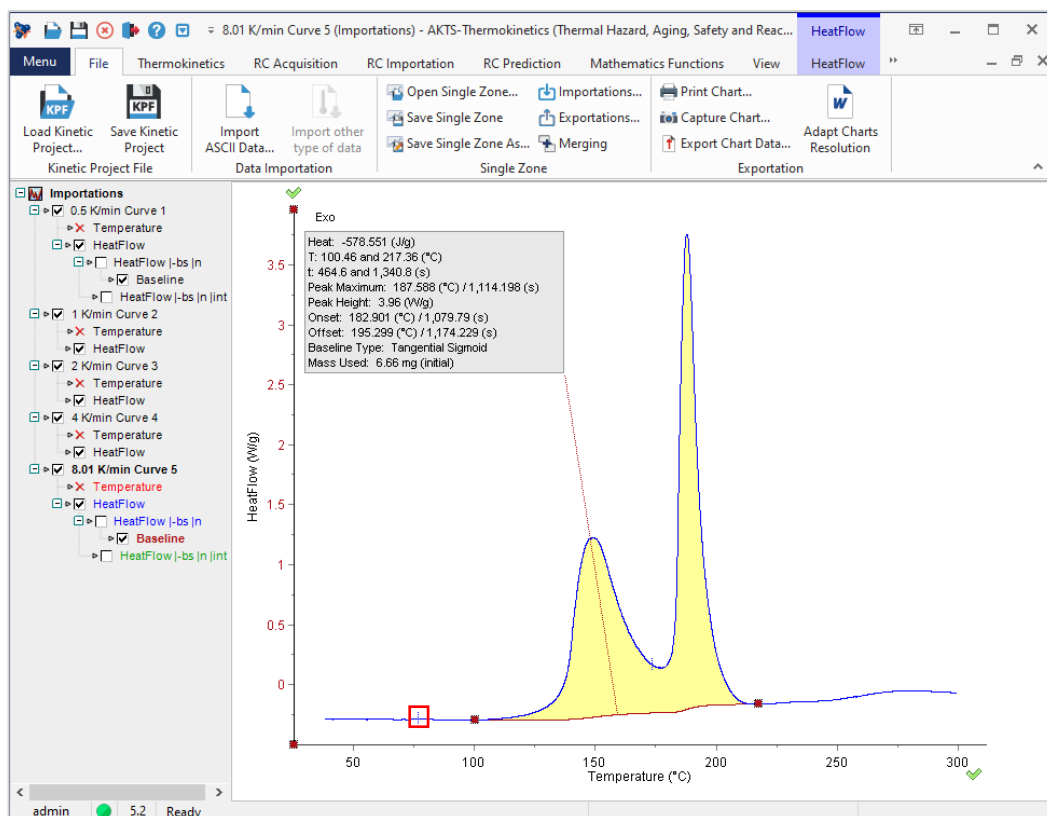 8.01 K/min Curve 5 (Importations) - AKTS-Thermokinetics (Thermal Hazard, Aging, Safety and Reac...
HeatFlow
Menu File Thermokinetics RC Acquisition RC Importation RC Prediction Mathematics Functions View HeatFlow
KPF
Load Kinetic
Project...
KPF
Save Kinetic
Project
Kinetic Project File
Import
ASCII Data...
Import other
type of data
Data Importation
Open Single Zone...
Save Single Zone
Save Single Zone As...
Importations...
Exportations...
Merging
Single Zone
Print Chart...
Capture Chart...
Export Chart Data...
W
Adapt Charts
Resolution
Exportation
Importations
0.5 K/min Curve 1
Temperature
HeatFlow
HeatFlow |-bs |n
Baseline
HeatFlow |-bs |n |int
1 K/min Curve 2
Temperature
HeatFlow
2 K/min Curve 3
Temperature
HeatFlow
4 K/min Curve 4
Temperature
HeatFlow
8.01 K/min Curve 5
Temperature
HeatFlow
HeatFlow |-bs |n
Baseline
HeatFlow |-bs |n |int
Exo
Heat: -578.551 (J/g)
T: 100.46 and 217.36 (°C)
t: 464.6 and 1,340.8 (s)
Peak Maximum: 187.588 (°C) / 1,114.198 (s)
Peak Height: 3.96 (W/g)
Onset: 182.901 (°C) / 1,079.79 (s)
Offset: 195.299 (°C) / 1,174.229 (s)
Baseline Type: Tangential Sigmoid
Mass Used: 6.66 mg (initial)
HeatFlow (W/g)
3.5
3
2.5
2
1.5
1
0.5
0
50 100 150 200 250 300
Temperature (°C)
admin 5.2 Ready